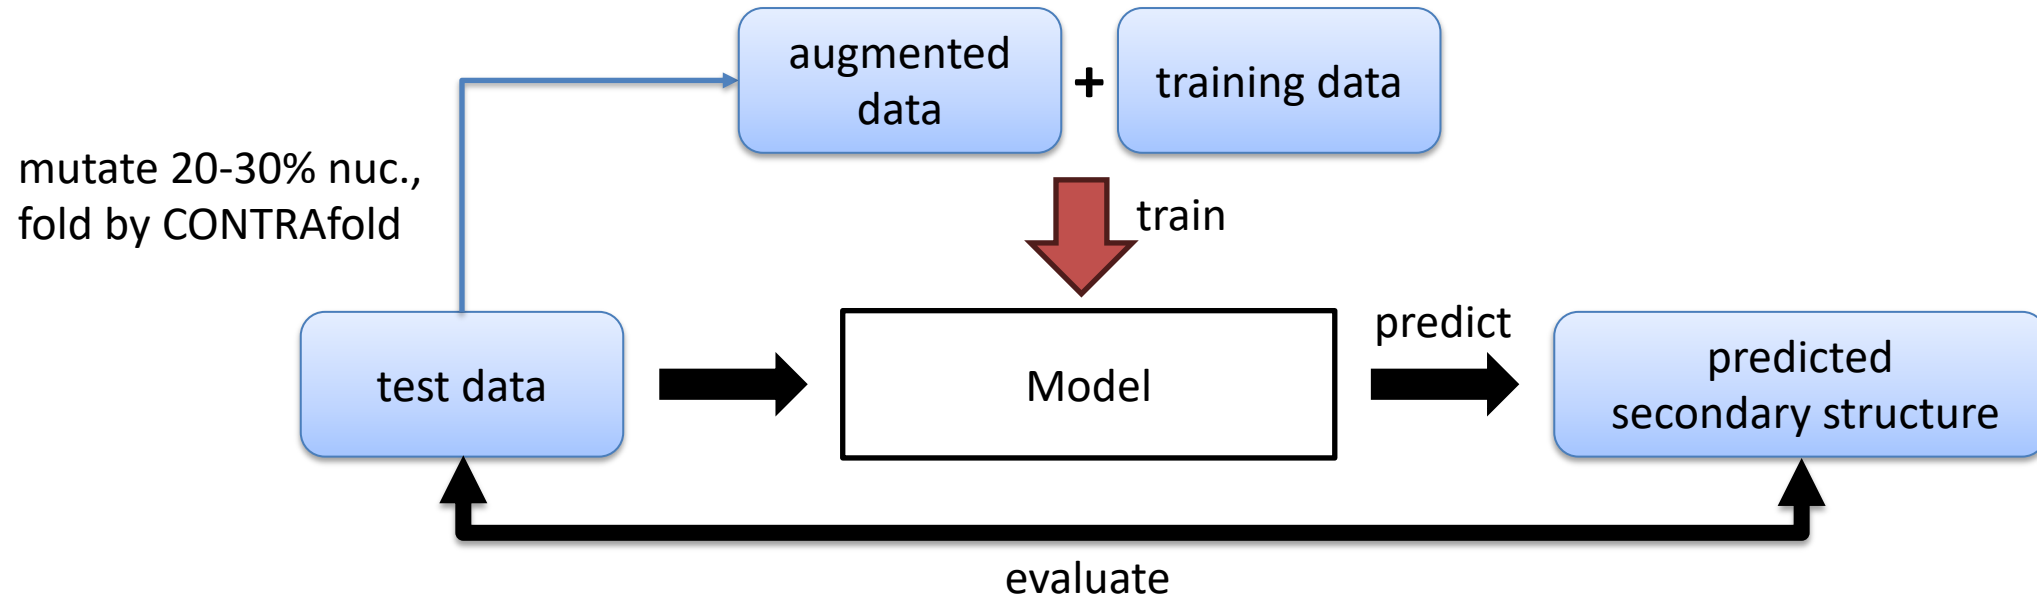 augmented
data
+
training data
mutate 20-30% nuc.,
fold by CONTRAfold
train
test data
Model
predict
predicted
secondary structure
evaluate